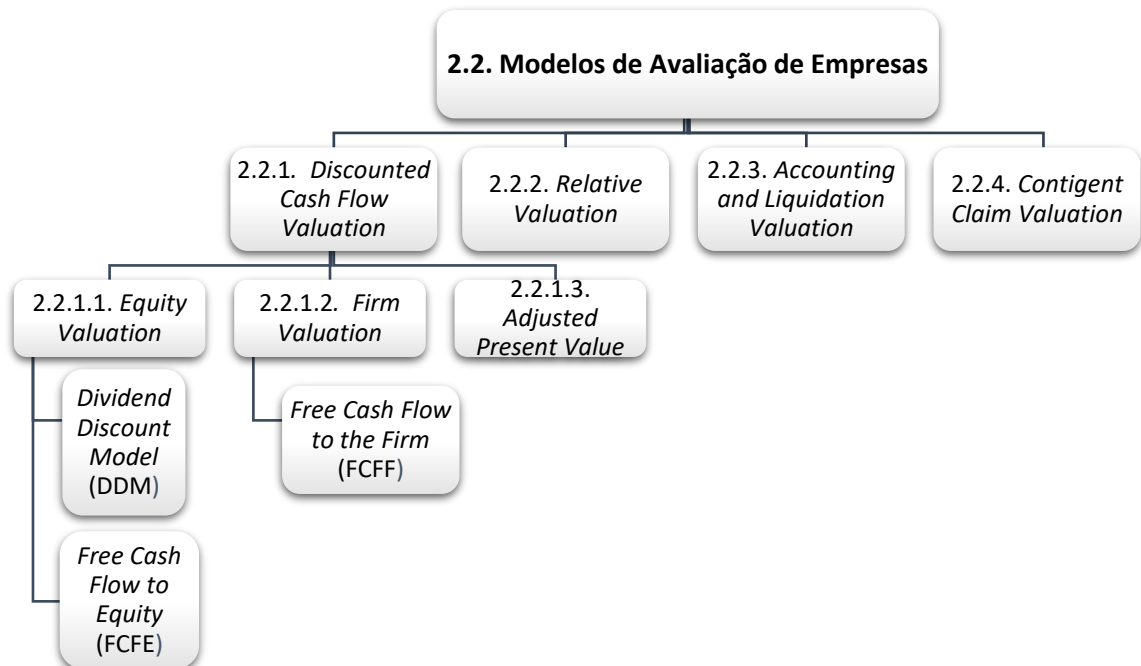 2.2. Modelos de Avaliação de Empresas
2.2.1. Discounted
Cash Flow
Valuation
2.2.2. Relative
Valuation
2.2.3. Accounting
and Liquidation
Valuation
2.2.4. Contigent
Claim Valuation
2.2.1.1. Equity
Valuation
2.2.1.2. Firm
Valuation
2.2.1.3.
Adjusted
Present Value
Dividend
Discount
Model
(DDM)
Free Cash Flow
to the Firm
(FCFF)
Free Cash
Flow to
Equity
(FCFE)